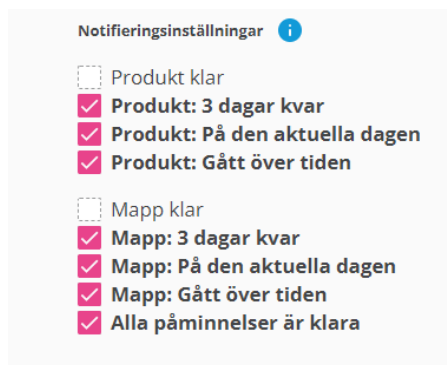 Notifieringsinställningar i
Produkt klar
Produkt: 3 dagar kvar
Produkt: På den aktuella dagen
Produkt: Gått över tiden
Mapp klar
Mapp: 3 dagar kvar
Mapp: På den aktuella dagen
Mapp: Gått över tiden
Alla påminnelser är klara